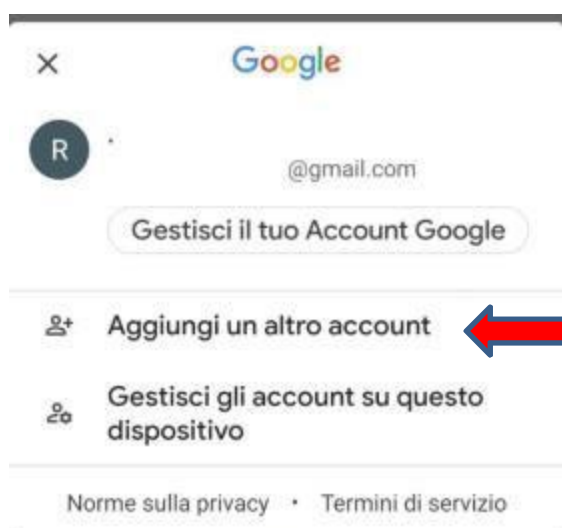 Google
R
@gmail.com
Gestisci il tuo Account Google
Aggiungi un altro account
Gestisci gli account su questo
dispositivo
Norme sulla privacy • Termini di servizio